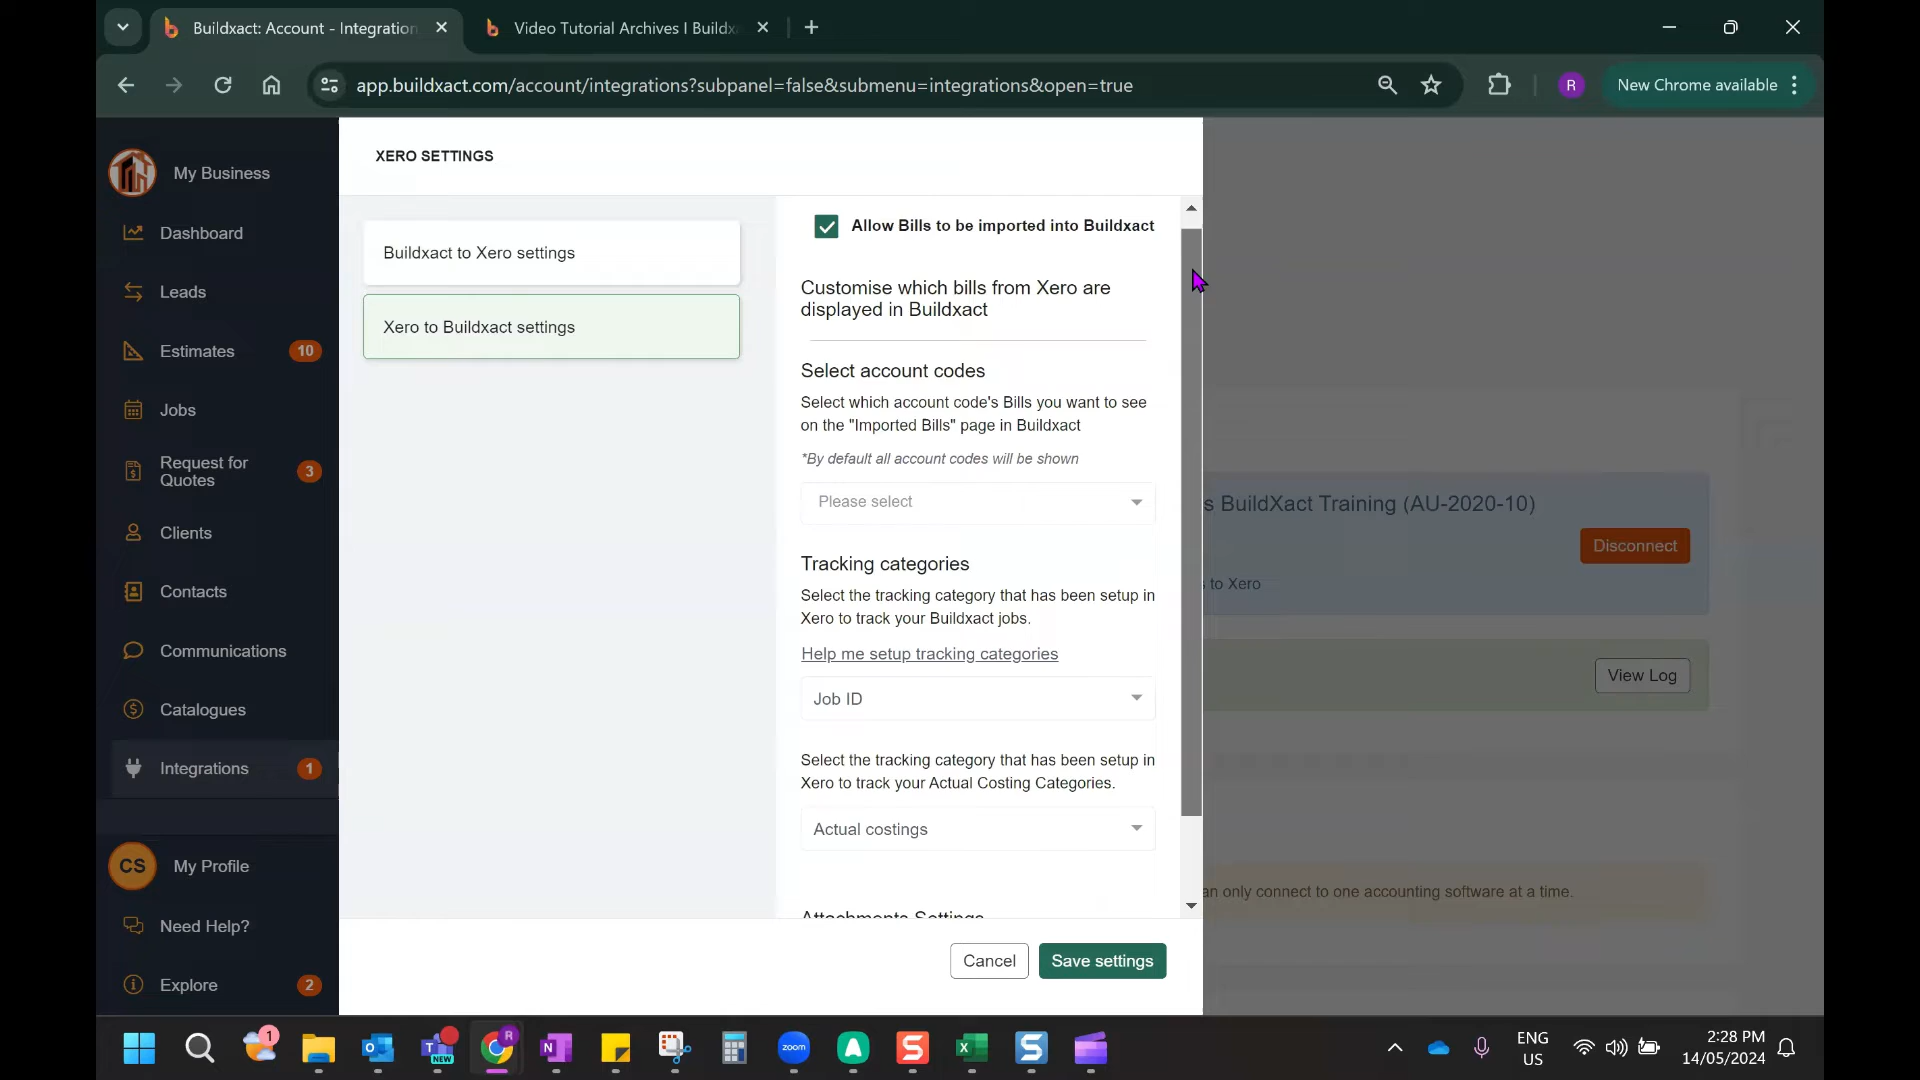 Buildxact: Account - Integration
Video Tutorial Archives I Buildx
app.buildxact.com/account/integrations?subpanel=false&submenu=integrations&open=true
R
New Chrome available
My Business
Dashboard
Leads
Estimates 10
Jobs
Request for
Quotes 3
Clients
Contacts
Communications
Catalogues
Integrations 1
CS My Profile
Need Help?
Explore 2
XERO SETTINGS
Buildxact to Xero settings
Xero to Buildxact settings
Allow Bills to be imported into Buildxact
Customise which bills from Xero are
displayed in Buildxact
Select account codes
Select which account code's Bills you want to see
on the "Imported Bills" page in Buildxact
*By default all account codes will be shown
Please select
Tracking categories
Select the tracking category that has been setup in
Xero to track your Buildxact jobs.
Help me setup tracking categories
Job ID
Select the tracking category that has been setup in
Xero to track your Actual Costing Categories.
Actual costings
Attachments Settings
Cancel
Save settings
s BuildXact Training (AU-2020-10)
Disconnect
s to Xero
View Log
an only connect to one accounting software at a time.
1
R
NEW
zoom
ENG
US
2:28 PM
14/05/2024